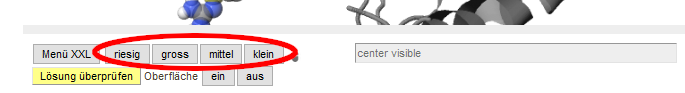 Menü XXL riesig gross mittel klein center visible
Lösung überprüfen Oberfläche ein aus